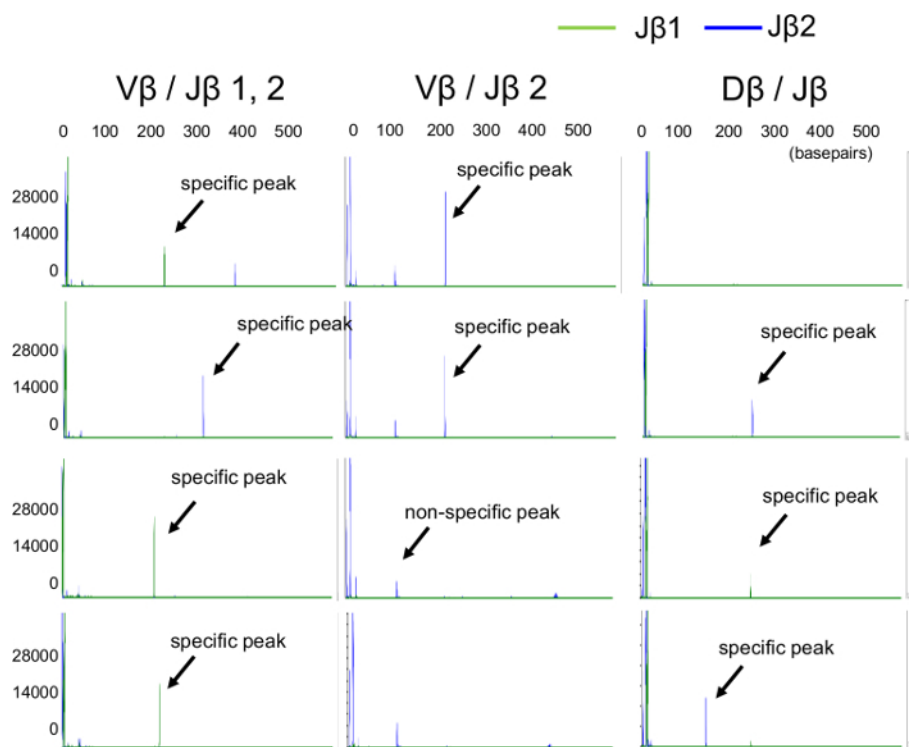 Jβ1 Jβ2
Vβ / Jβ 1, 2 Vβ / Jβ 2 Dβ / Jβ
0 100 200 300 400 500 0 100 200 300 400 500 0 100 200 300 400 500
(basepairs)
specific peak specific peak
28000
14000
0
specific peak specific peak specific peak
28000
14000
0
specific peak non-specific peak specific peak
28000
14000
0
specific peak specific peak
28000
14000
0